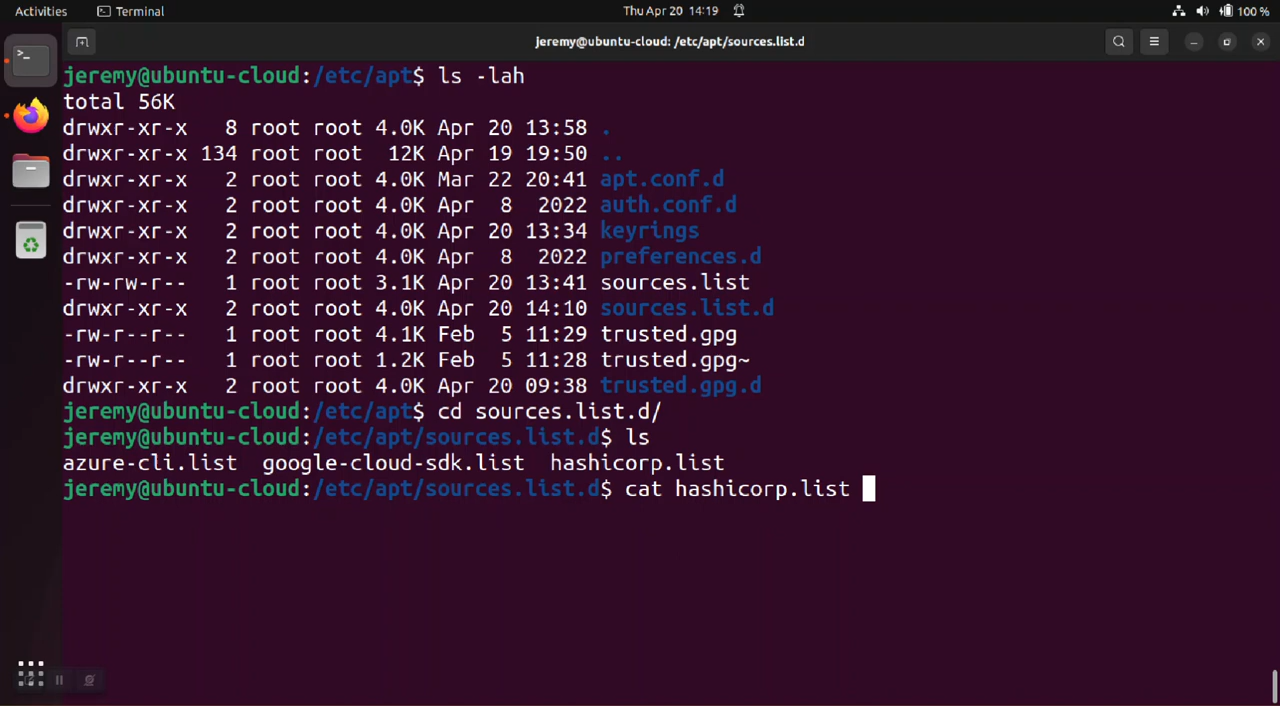 Activities Terminal Thu Apr 20 14:19 100 %
jeremy@ubuntu-cloud: /etc/apt/sources.list.d
jeremy@ubuntu-cloud:/etc/apt$ ls -lah
total 56K
drwxr-xr-x   8 root root 4.0K Apr 20 13:58 .
drwxr-xr-x 134 root root  12K Apr 19 19:50 ..
drwxr-xr-x   2 root root 4.0K Mar 22 20:41 apt.conf.d
drwxr-xr-x   2 root root 4.0K Apr  8  2022 auth.conf.d
drwxr-xr-x   2 root root 4.0K Apr 20 13:34 keyrings
drwxr-xr-x   2 root root 4.0K Apr  8  2022 preferences.d
-rw-rw-r--   1 root root 3.1K Apr 20 13:41 sources.list
drwxr-xr-x   2 root root 4.0K Apr 20 14:10 sources.list.d
-rw-r--r--   1 root root 4.1K Feb  5 11:29 trusted.gpg
-rw-r--r--   1 root root 1.2K Feb  5 11:28 trusted.gpg~
drwxr-xr-x   2 root root 4.0K Apr 20 09:38 trusted.gpg.d
jeremy@ubuntu-cloud:/etc/apt$ cd sources.list.d/
jeremy@ubuntu-cloud:/etc/apt/sources.list.d$ ls
azure-cli.list  google-cloud-sdk.list  hashicorp.list
jeremy@ubuntu-cloud:/etc/apt/sources.list.d$ cat hashicorp.list